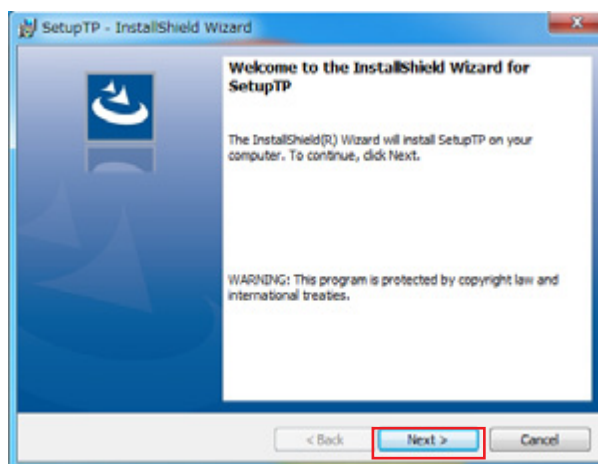 SetupTP - InstallShield Wizard
Welcome to the InstallShield Wizard for
SetupTP
The InstallShield(R) Wizard will install SetupTP on your
computer. To continue, click Next.
WARNING: This program is protected by copyright law and
international treaties.
< Back Next > Cancel